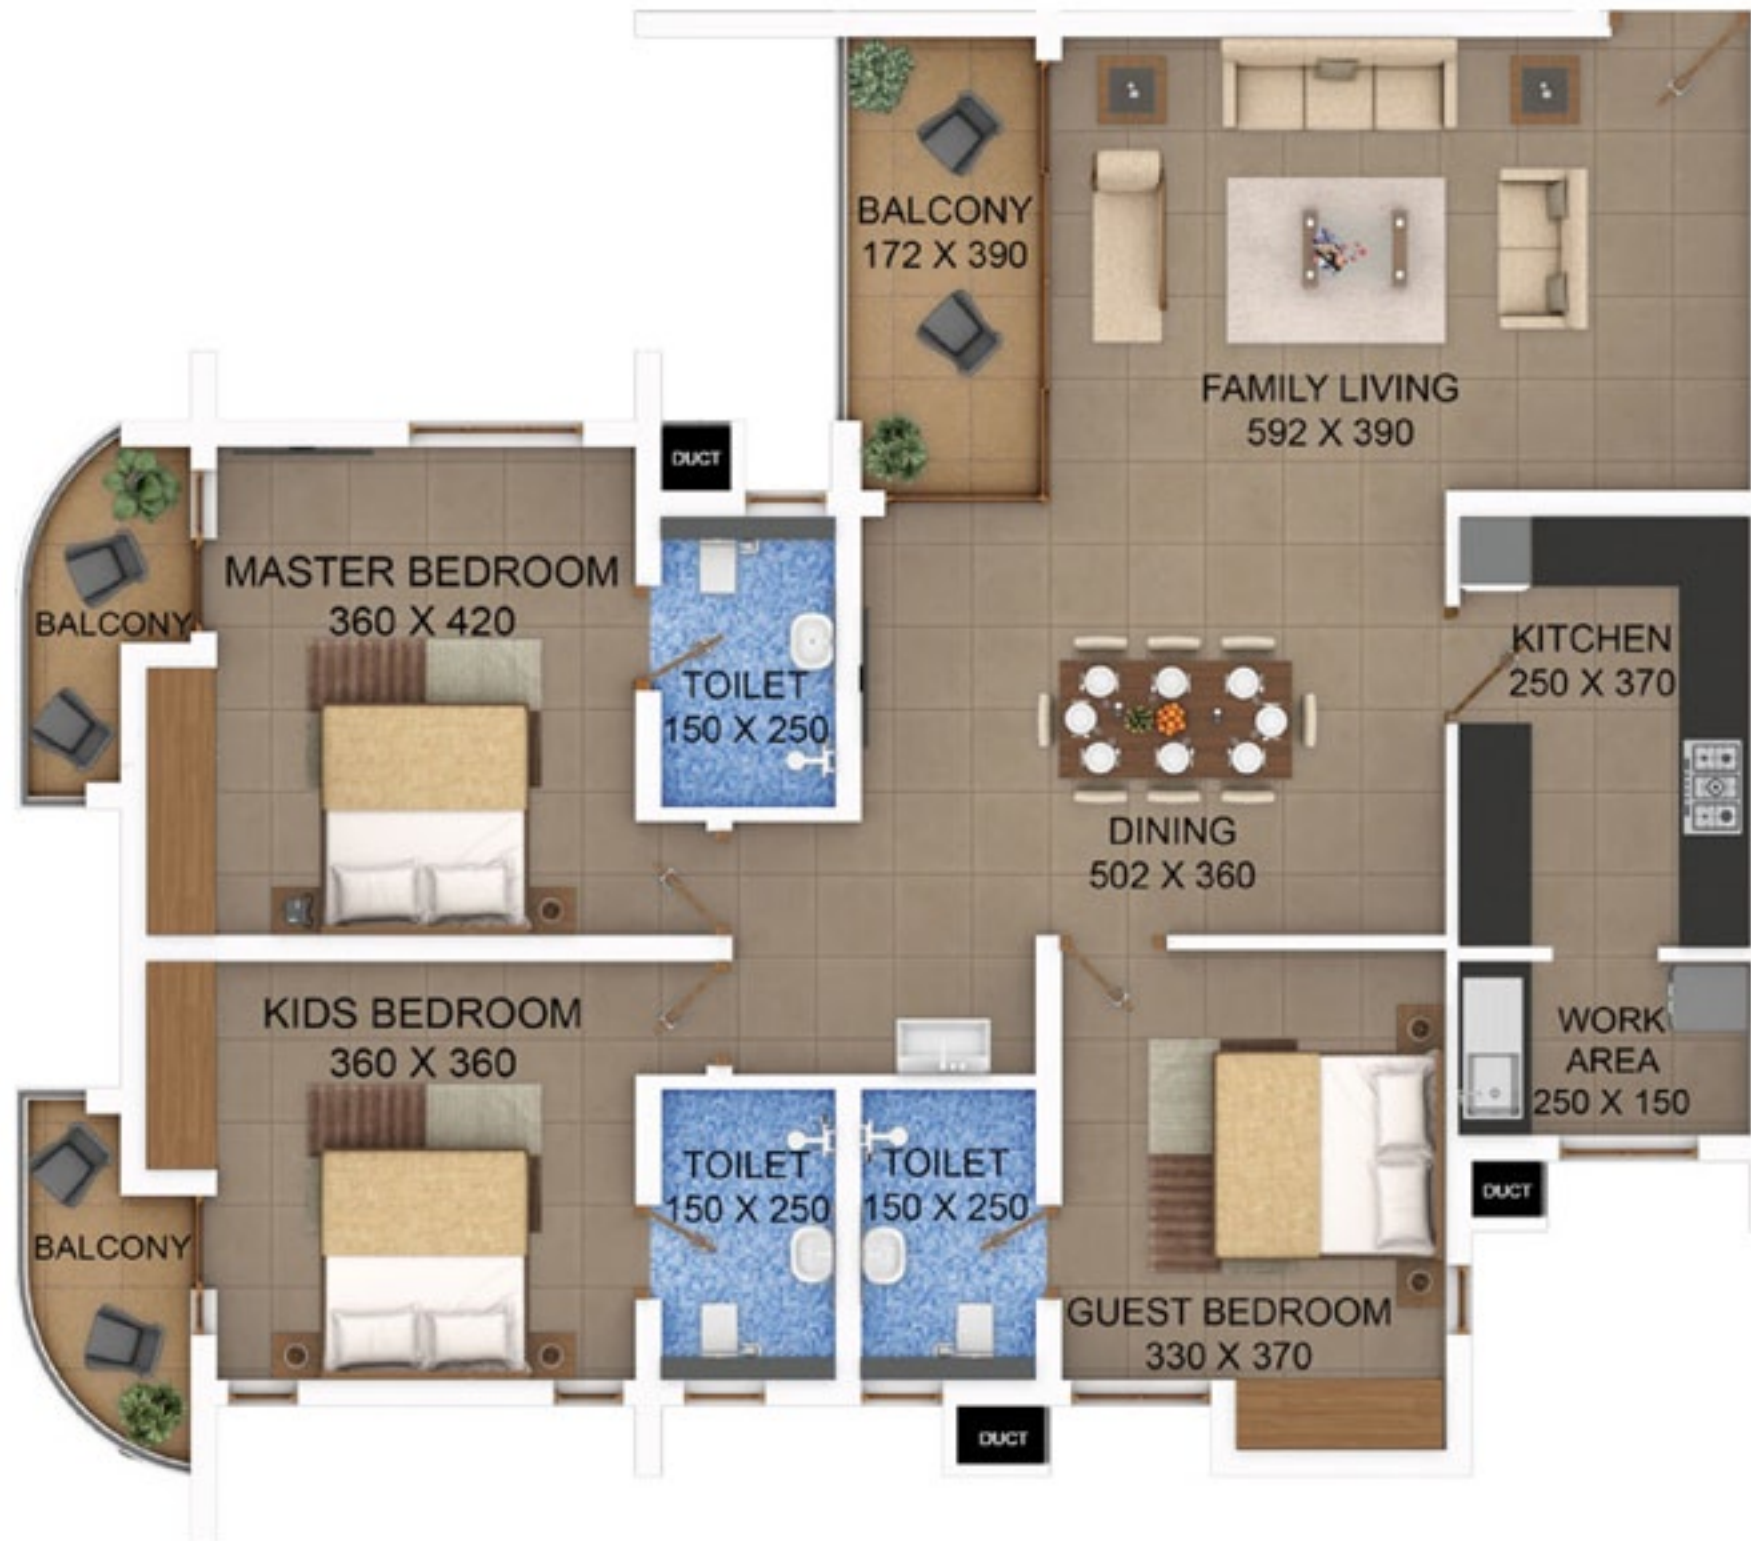 BALCONY
172 X 390
FAMILY LIVING
592 X 390
DUCT
MASTER BEDROOM
360 X 420
BALCONY
TOILET
150 X 250
KITCHEN
250 X 370
DINING
502 X 360
KIDS BEDROOM
360 X 360
WORK
AREA
250 X 150
TOILET
150 X 250
TOILET
150 X 250
DUCT
BALCONY
GUEST BEDROOM
330 X 370
DUCT